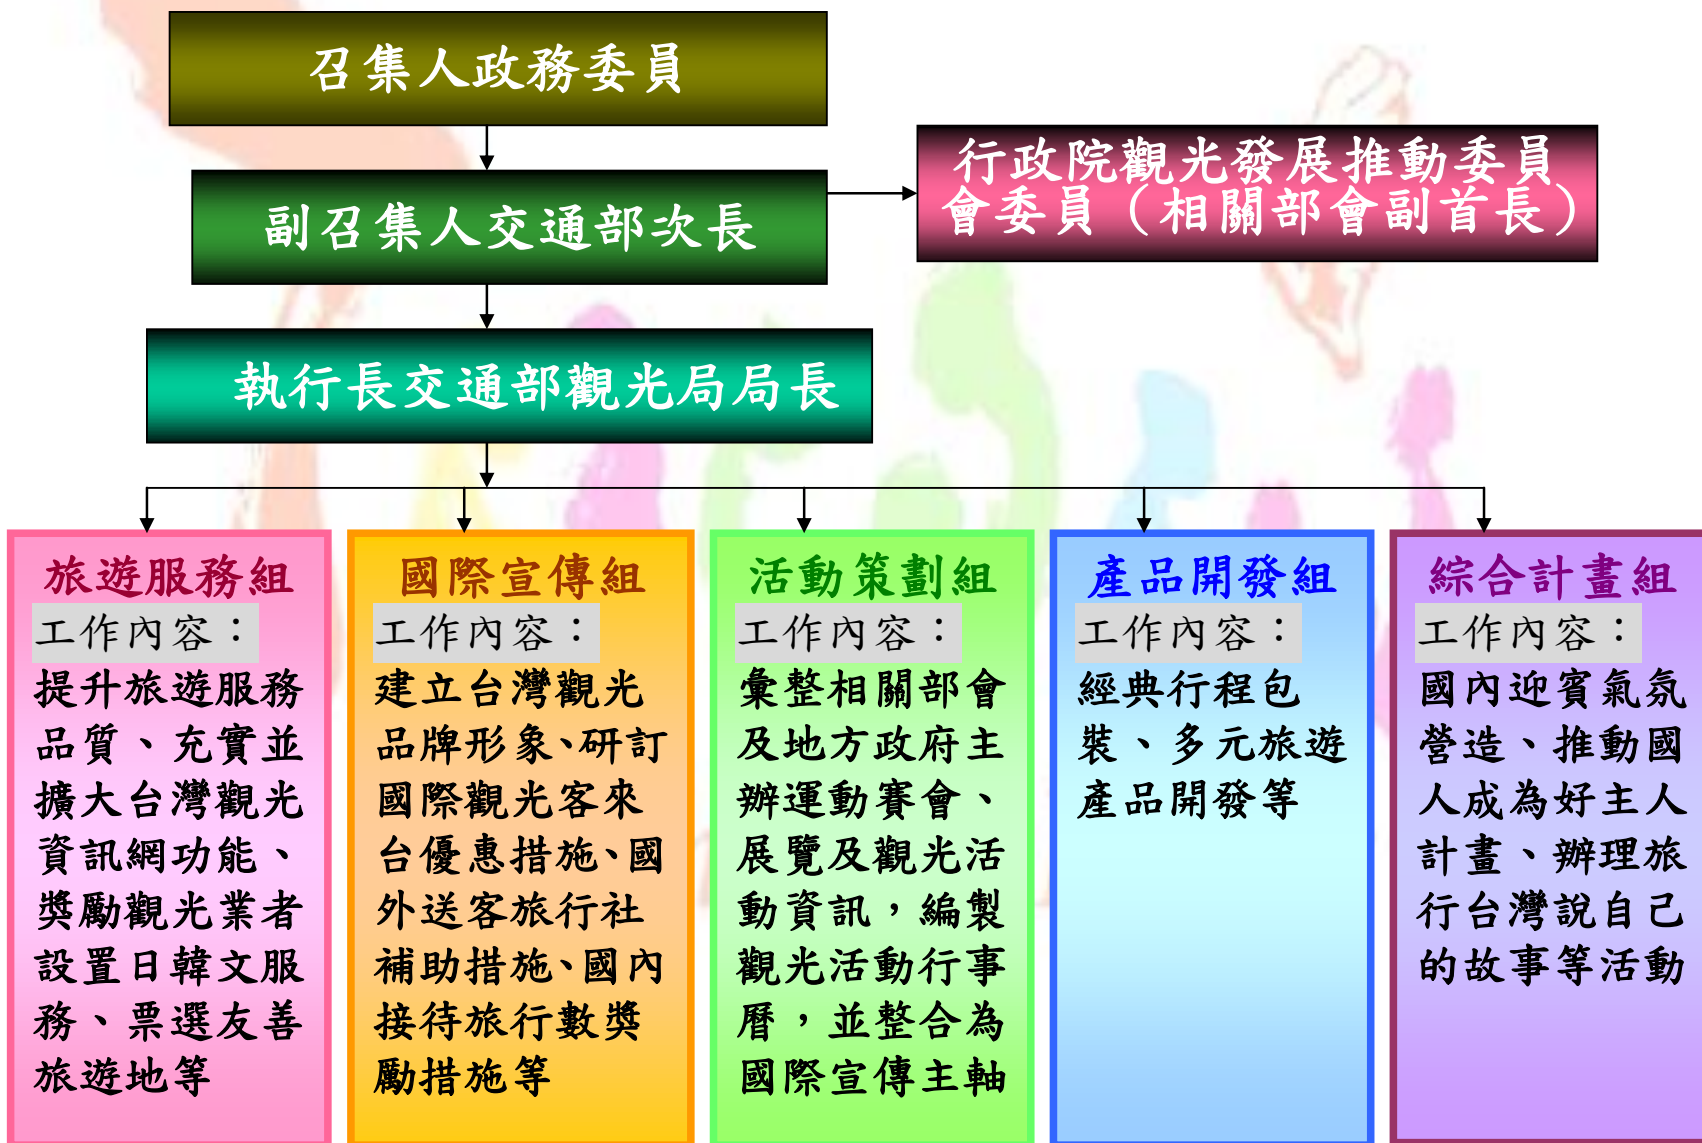 召集人政務委員
行政院觀光發展推動委員
會委員（相關部會副首長）
副召集人交通部次長
執行長交通部觀光局局長
旅遊服務組
工作內容：
提升旅遊服務
品質、充實並
擴大台灣觀光
資訊網功能、
獎勵觀光業者
設置日韓文服
務、票選友善
旅遊地等
國際宣傳組
工作內容：
建立台灣觀光
品牌形象、研訂
國際觀光客來
台優惠措施、國
外送客旅行社
補助措施、國內
接待旅行數獎
勵措施等
活動策劃組
工作內容：
彙整相關部會
及地方政府主
辦運動賽會、
展覽及觀光活
動資訊，編製
觀光活動行事
曆，並整合為
國際宣傳主軸
產品開發組
工作內容：
經典行程包
裝、多元旅遊
產品開發等
綜合計畫組
工作內容：
國內迎賓氣氛
營造、推動國
人成為好主人
計畫、辦理旅
行台灣說自己
的故事等活動